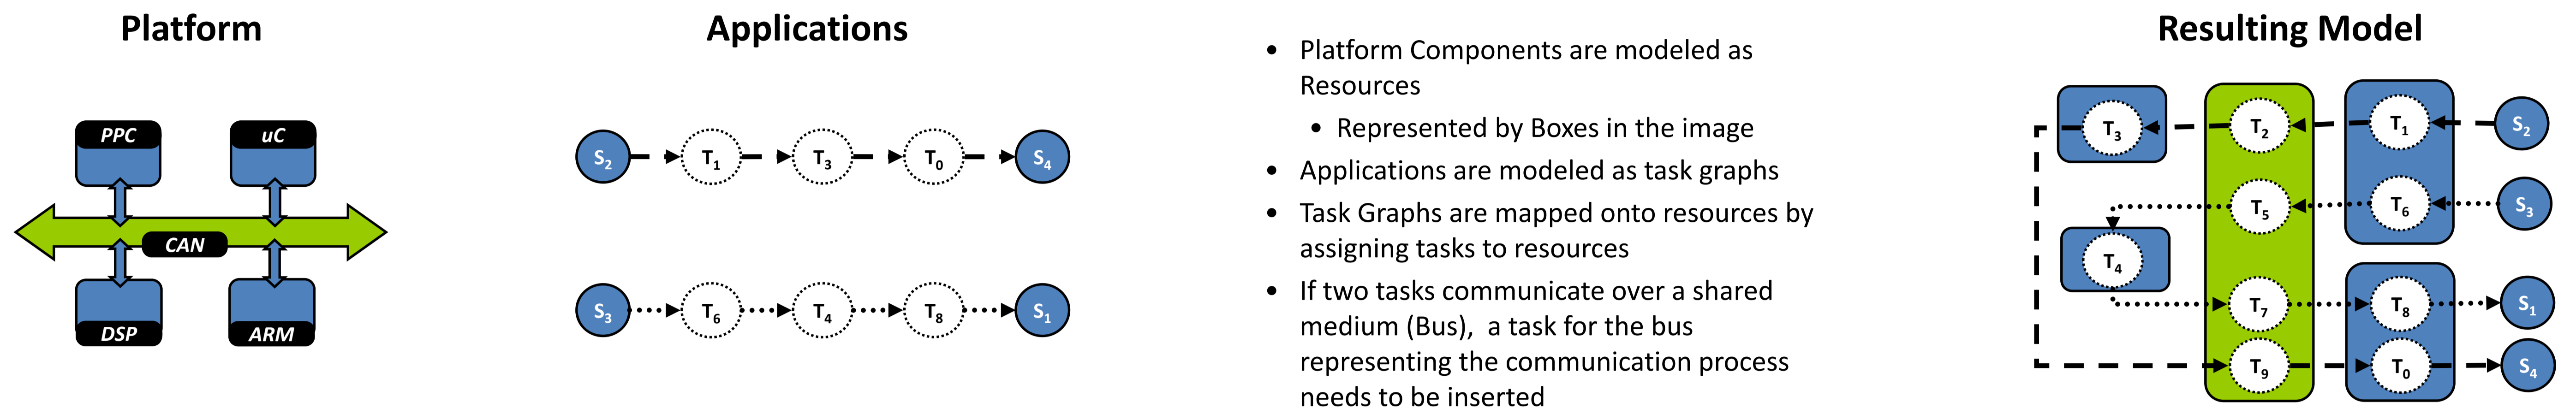 Platform
PPC
uC
CAN
DSP
ARM
Applications
S2 T1 T3 T0 S4
S3 T6 T4 T8 S1
• Platform Components are modeled as
Resources
• Represented by Boxes in the image
• Applications are modeled as task graphs
• Task Graphs are mapped onto resources by
assigning tasks to resources
• If two tasks communicate over a shared
medium (Bus), a task for the bus
representing the communication process
needs to be inserted
Resulting Model
T3 T2 T1 S2
T5 T6 S3
T4
T7 T8 S1
T9 T0 S4